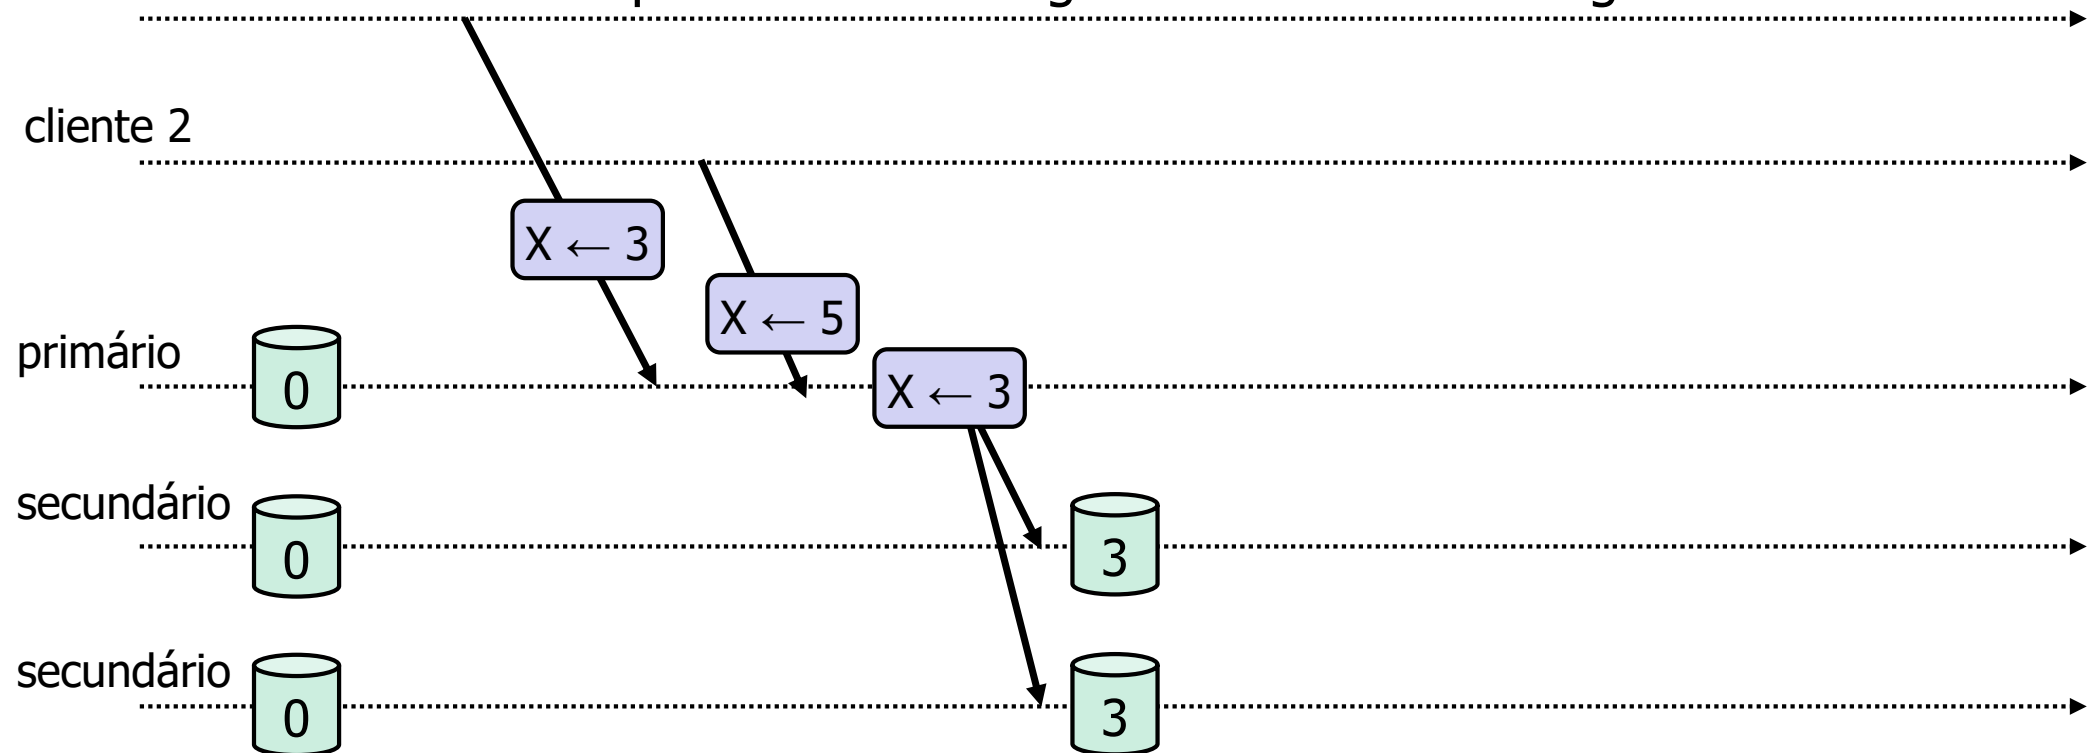 cliente 2
X ← 3
X ← 5
primário
0
X ← 3
secundário
0
3
secundário
0
3